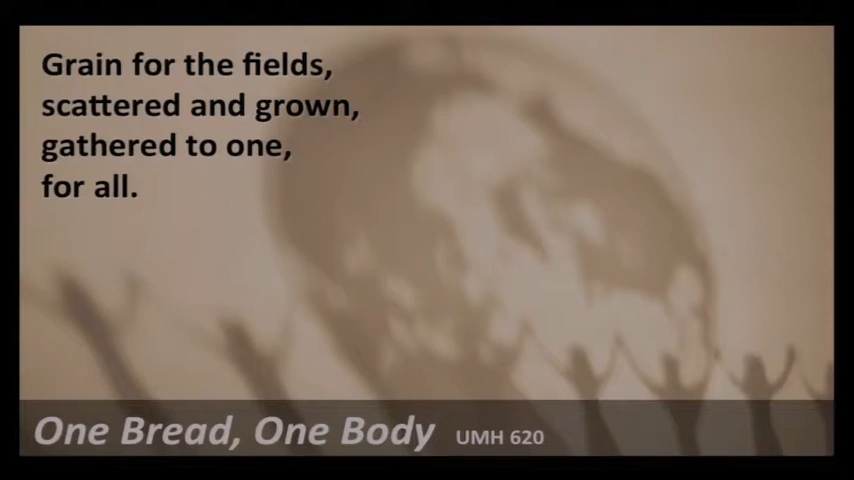 Grain for the fields,
scattered and grown,
gathered to one,
for all.
One Bread, One Body UMH 620